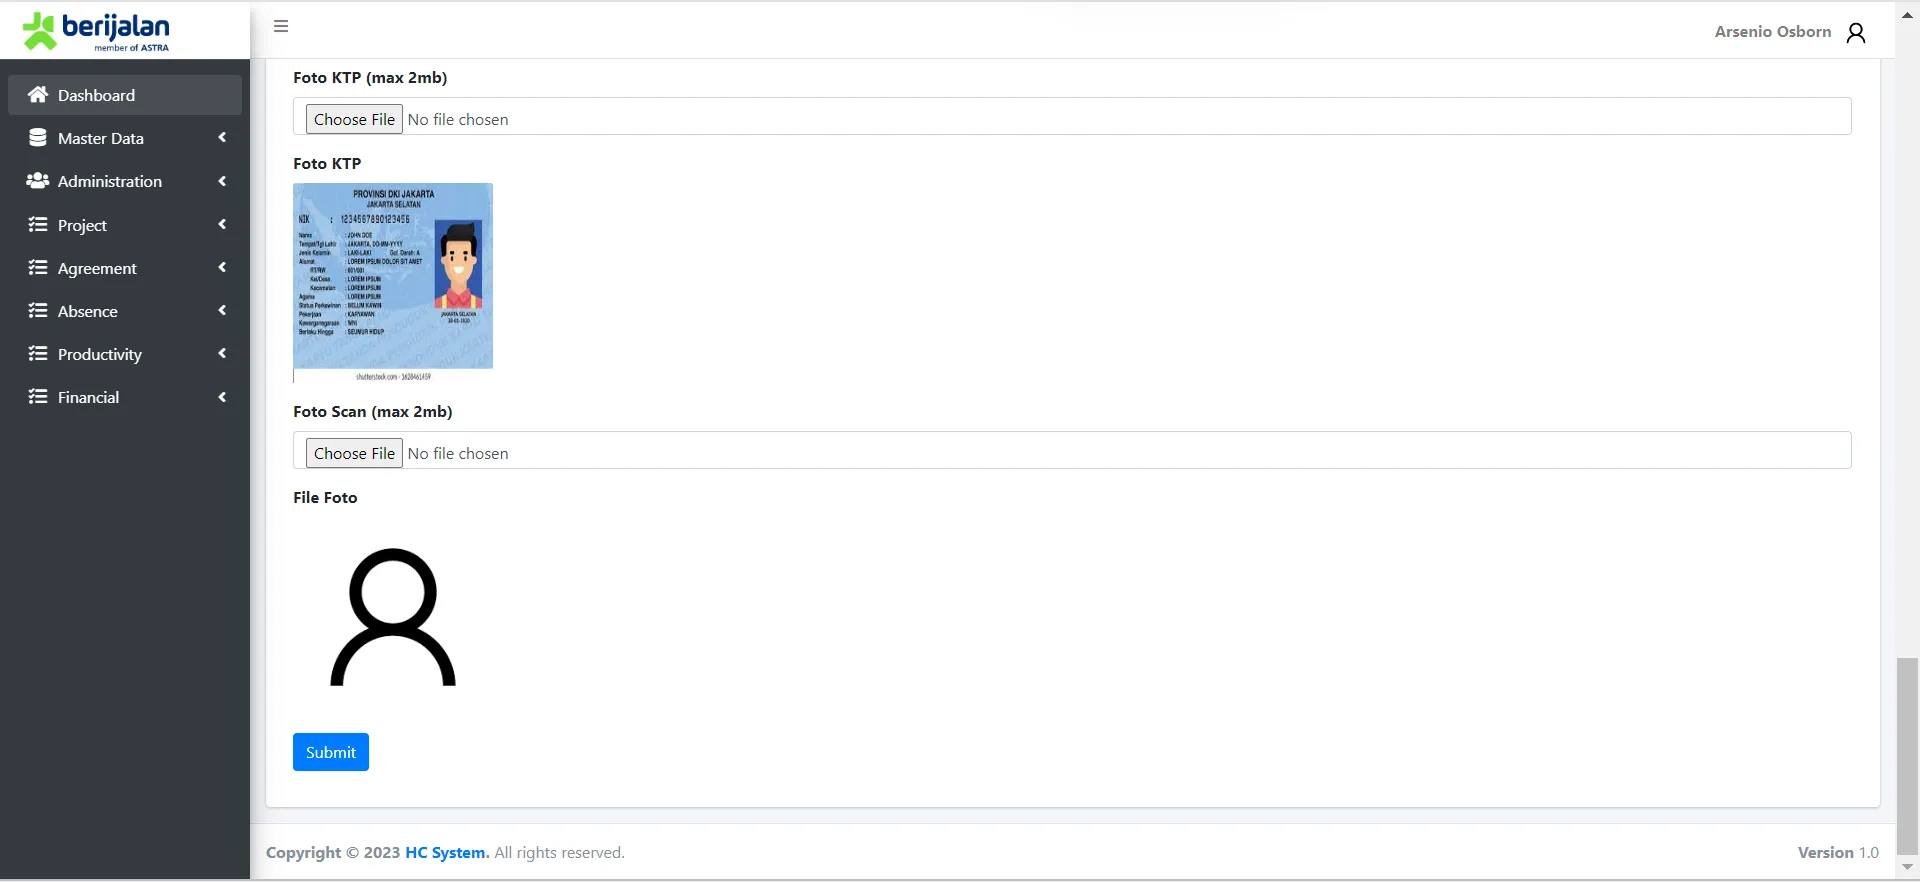 berijalan
member of ASTRA
Arsenio Osborn
Dashboard
Master Data
Administration
Project
Agreement
Absence
Productivity
Financial
Foto KTP (max 2mb)
Choose File No file chosen
Foto KTP
PROVINSI DKI JAKARTA
JAKARTA SELATAN
NIK : 1234567890123456
Nama : JOHN DOE
Tempat/Tgl Lahir : JAKARTA, DD-MM-YYYY
Jenis Kelamin : LAKI-LAKI Gol. Darah: A
Alamat : LOREM IPSUM DOLOR SIT AMET
RT/RW : 001/001
Kel/Desa : LOREM IPSUM
Kecamatan : LOREM IPSUM
Agama : LOREM IPSUM
Status Perkawinan : BELUM KAWIN
Pekerjaan : KARYAWAN
Kewarganegaraan : WNI
Berlaku Hingga : SEUMUR HIDUP
JAKARTA SELATAN
shutterstock.com · 1628461459
Foto Scan (max 2mb)
Choose File No file chosen
File Foto
Submit
Copyright © 2023 HC System. All rights reserved.
Version 1.0